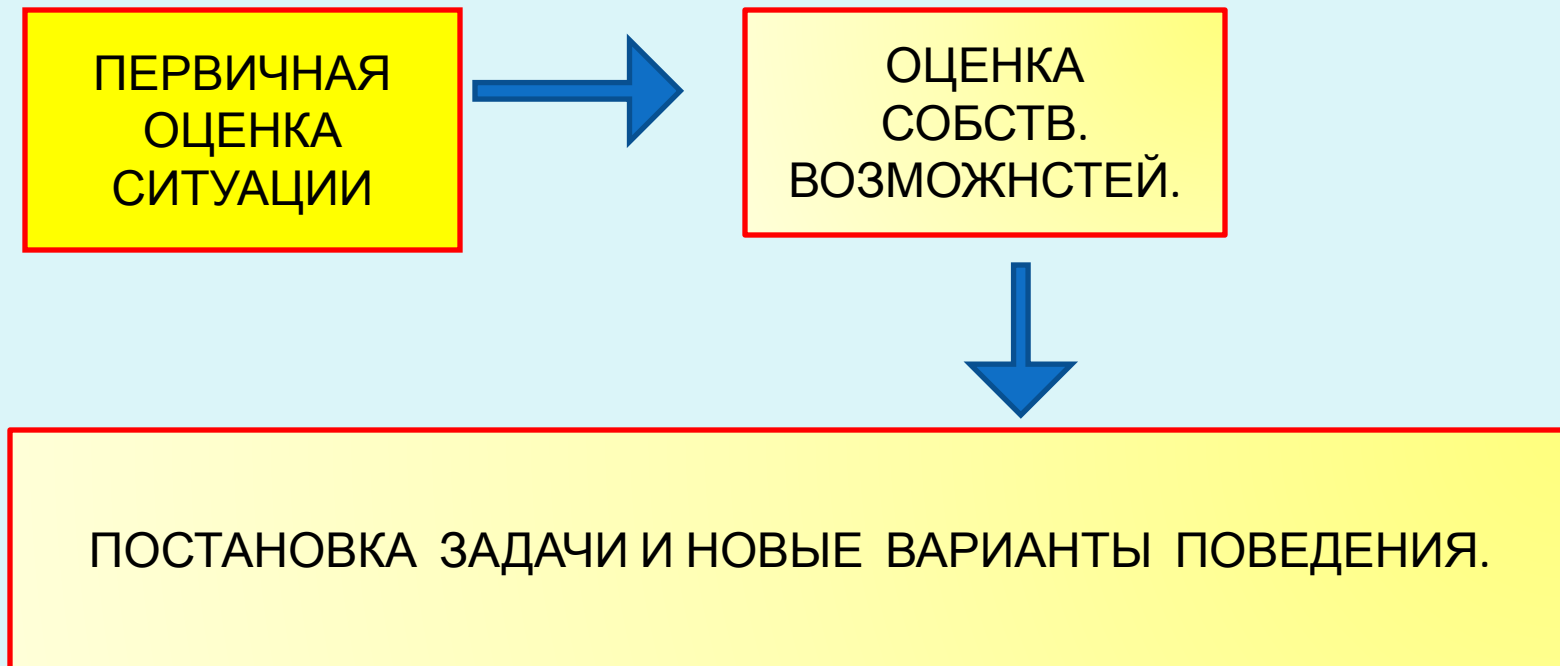 ПЕРВИЧНАЯ
ОЦЕНКА
СИТУАЦИИ
ОЦЕНКА
СОБСТВ.
ВОЗМОЖНСТЕЙ.
ПОСТАНОВКА ЗАДАЧИ И НОВЫЕ ВАРИАНТЫ ПОВЕДЕНИЯ.